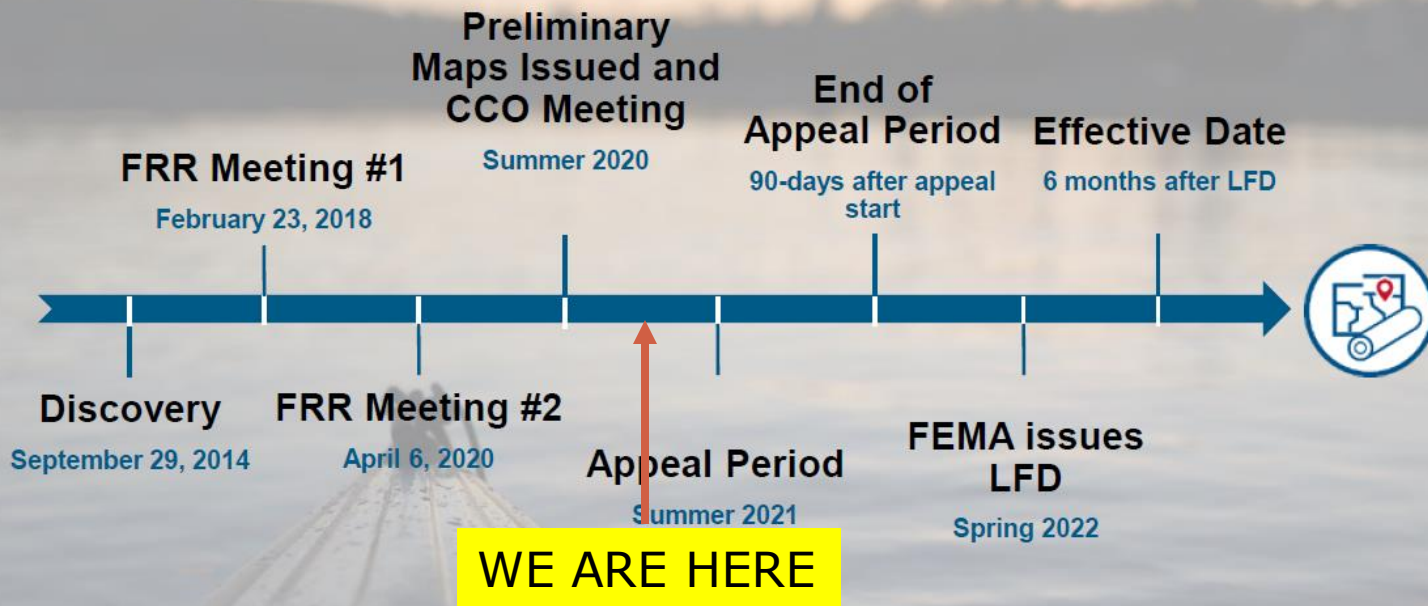 Preliminary
Maps Issued and
CCO Meeting
Summer 2020
End of
Appeal Period
90-days after appeal
start
Effective Date
6 months after LFD
FRR Meeting #1
February 23, 2018
Discovery
September 29, 2014
FRR Meeting #2
April 6, 2020
Appeal Period
Summer 2021
FEMA issues
LFD
Spring 2022
WE ARE HERE